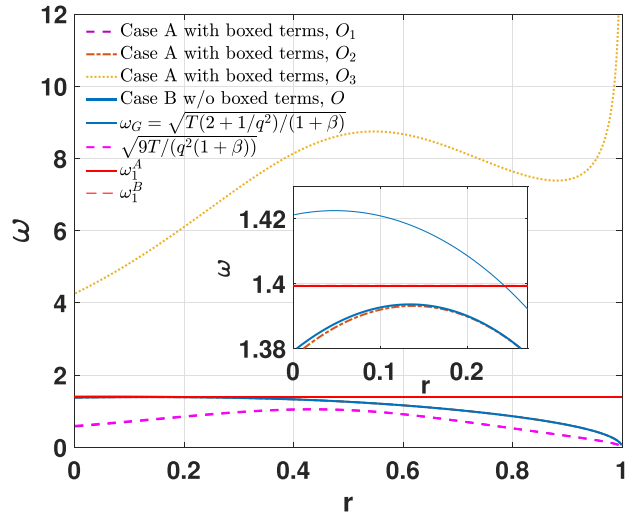 12
10
8
6
4
2
0
ω
Case A with boxed terms, O₁
Case A with boxed terms, O₂
Case A with boxed terms, O₃
Case B w/o boxed terms, O
ω_G = √(T(2 + 1/q²)/(1 + β))
√(9T/(q²(1 + β)))
ω₁ᴬ
ω₁ᴮ
1.42
1.4
1.38
ω
0 0.1 0.2
r
0 0.2 0.4 0.6 0.8 1
r